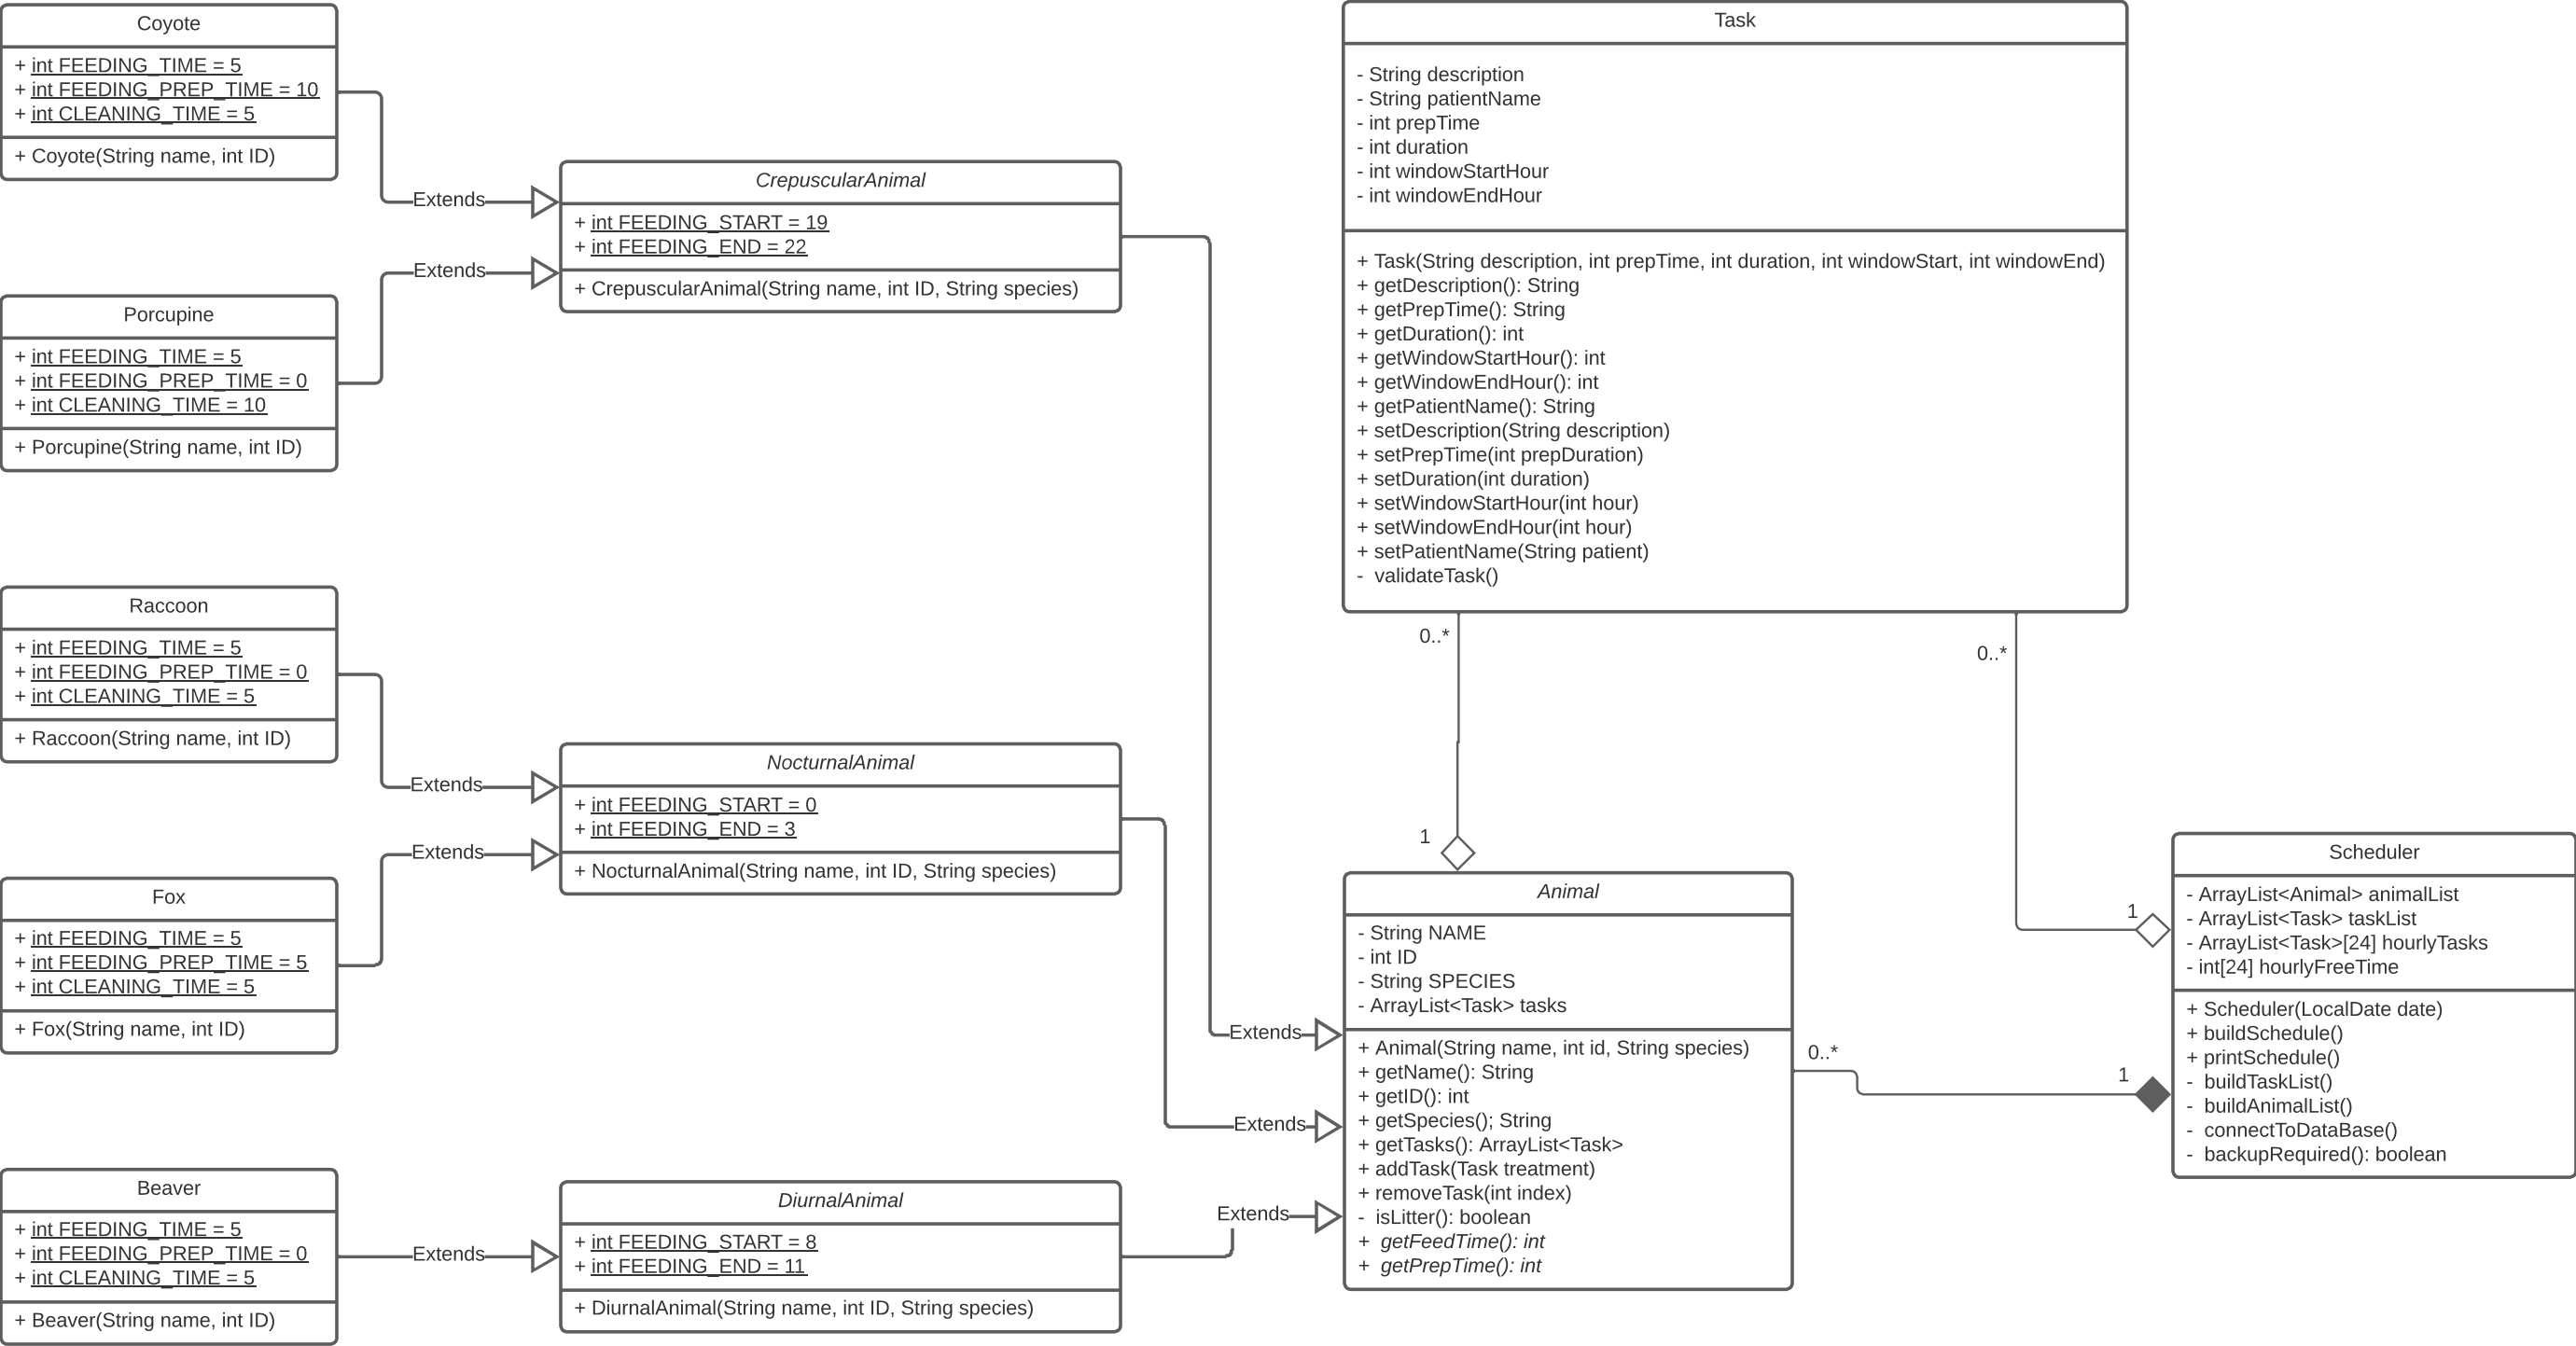 Coyote
+ int FEEDING_TIME = 5
+ int FEEDING_PREP_TIME = 10
+ int CLEANING_TIME = 5
+ Coyote(String name, int ID)
Extends
Porcupine
+ int FEEDING_TIME = 5
+ int FEEDING_PREP_TIME = 0
+ int CLEANING_TIME = 10
+ Porcupine(String name, int ID)
Extends
CrepuscularAnimal
+ int FEEDING_START = 19
+ int FEEDING_END = 22
+ CrepuscularAnimal(String name, int ID, String species)
Extends
Raccoon
+ int FEEDING_TIME = 5
+ int FEEDING_PREP_TIME = 0
+ int CLEANING_TIME = 5
+ Raccoon(String name, int ID)
Extends
Fox
+ int FEEDING_TIME = 5
+ int FEEDING_PREP_TIME = 5
+ int CLEANING_TIME = 5
+ Fox(String name, int ID)
Extends
NocturnalAnimal
+ int FEEDING_START = 0
+ int FEEDING_END = 3
+ NocturnalAnimal(String name, int ID, String species)
Extends
Beaver
+ int FEEDING_TIME = 5
+ int FEEDING_PREP_TIME = 0
+ int CLEANING_TIME = 5
+ Beaver(String name, int ID)
Extends
DiurnalAnimal
+ int FEEDING_START = 8
+ int FEEDING_END = 11
+ DiurnalAnimal(String name, int ID, String species)
Extends
Task
- String description
- String patientName
- int prepTime
- int duration
- int windowStartHour
- int windowEndHour
+ Task(String description, int prepTime, int duration, int windowStart, int windowEnd)
+ getDescription(): String
+ getPrepTime(): String
+ getDuration(): int
+ getWindowStartHour(): int
+ getWindowEndHour(): int
+ getPatientName(): String
+ setDescription(String description)
+ setPrepTime(int prepDuration)
+ setDuration(int duration)
+ setWindowStartHour(int hour)
+ setWindowEndHour(int hour)
+ setPatientName(String patient)
- validateTask()
0..*
0..*
1
1
Animal
- String NAME
- int ID
- String SPECIES
- ArrayList<Task> tasks
+ Animal(String name, int id, String species)
+ getName(): String
+ getID(): int
+ getSpecies(); String
+ getTasks(): ArrayList<Task>
+ addTask(Task treatment)
+ removeTask(int index)
- isLitter(): boolean
+ getFeedTime(): int
+ getPrepTime(): int
0..*
1
Scheduler
- ArrayList<Animal> animalList
- ArrayList<Task> taskList
- ArrayList<Task>[24] hourlyTasks
- int[24] hourlyFreeTime
+ Scheduler(LocalDate date)
+ buildSchedule()
+ printSchedule()
- buildTaskList()
- buildAnimalList()
- connectToDataBase()
- backupRequired(): boolean